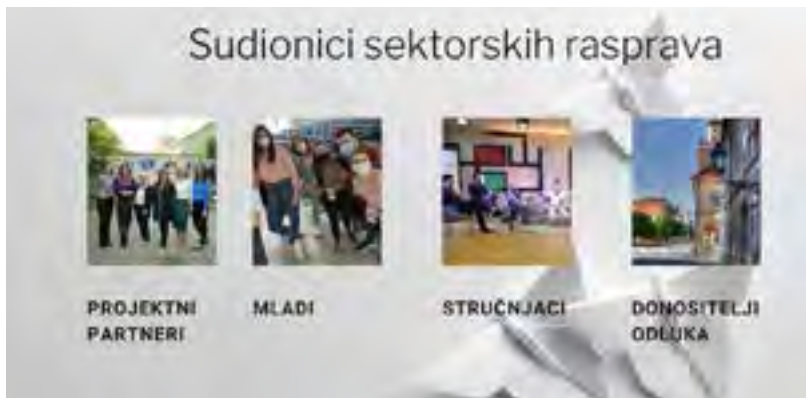 Sudionici sektorskih rasprava
PROJEKTNI
PARTNERI
MLADI
STRUČNJACI
DONOSITELJI
ODLUKA